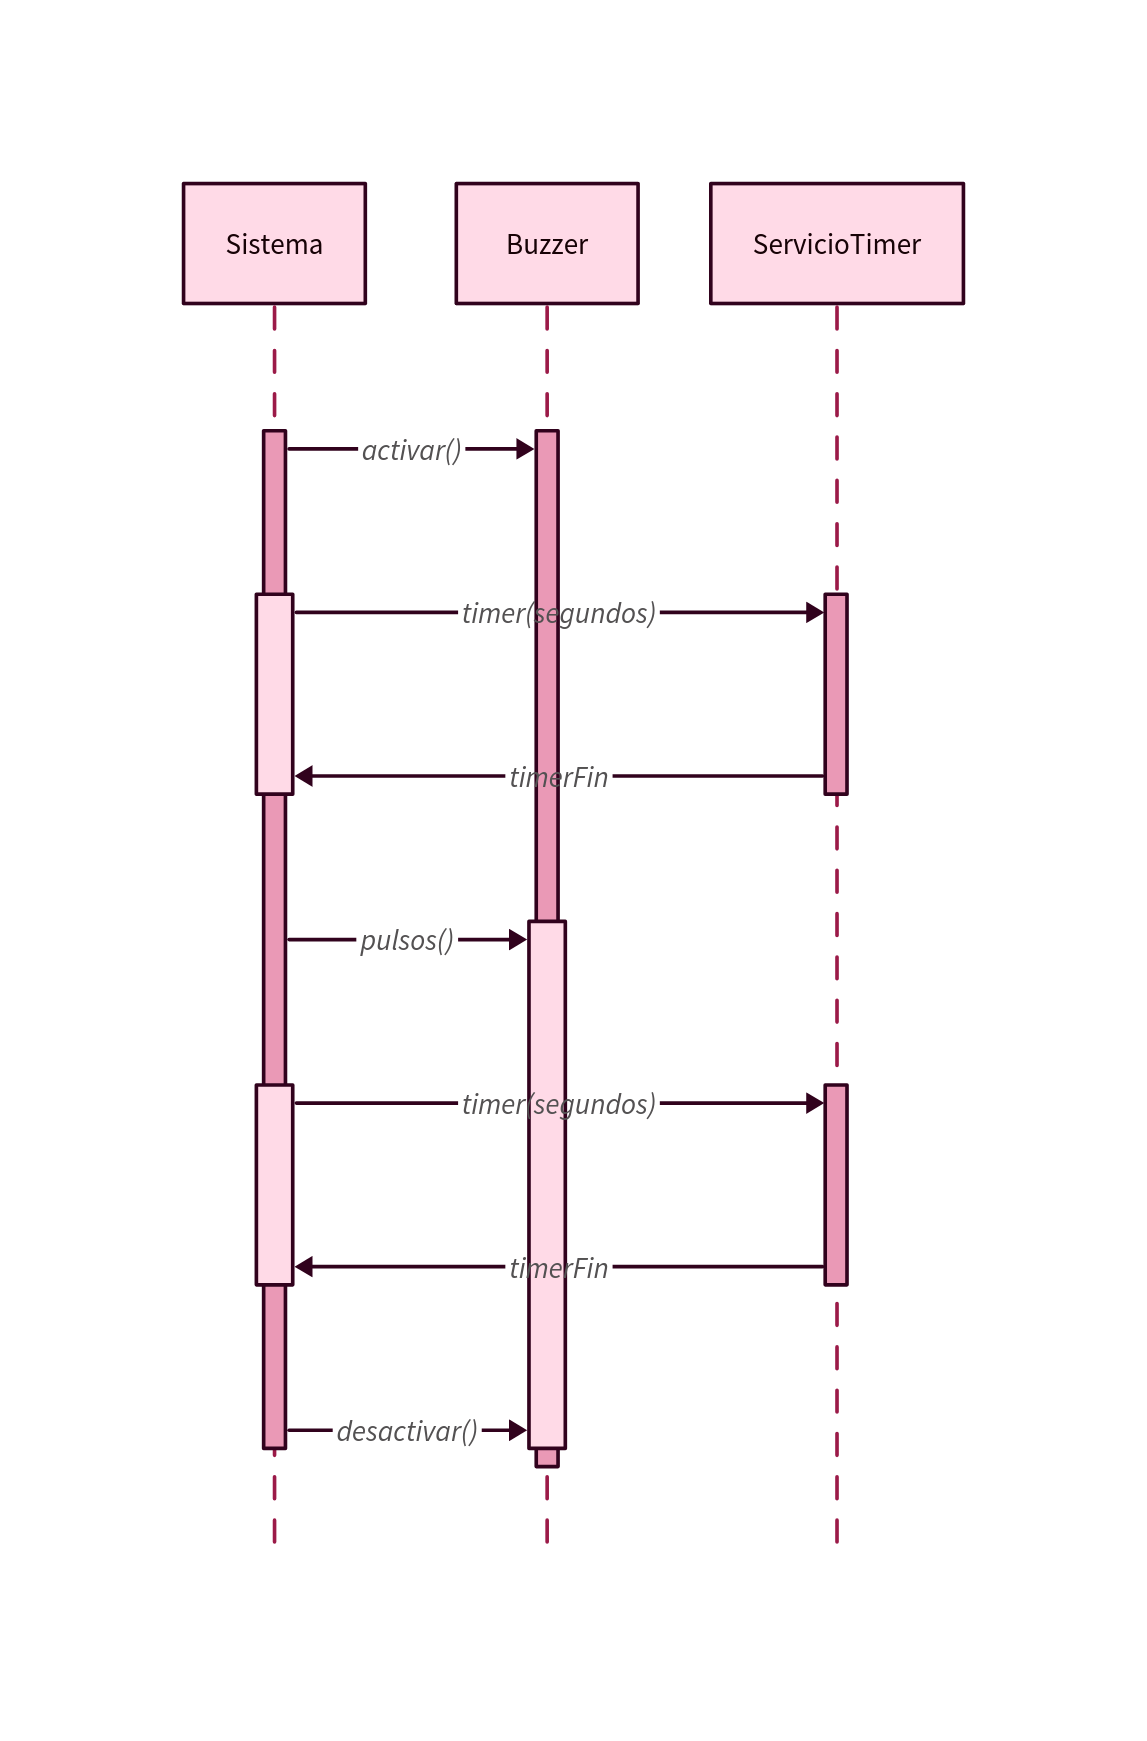 Sistema
Buzzer
ServicioTimer
activar()
timer(segundos)
timerFin
pulsos()
timer(segundos)
timerFin
desactivar()